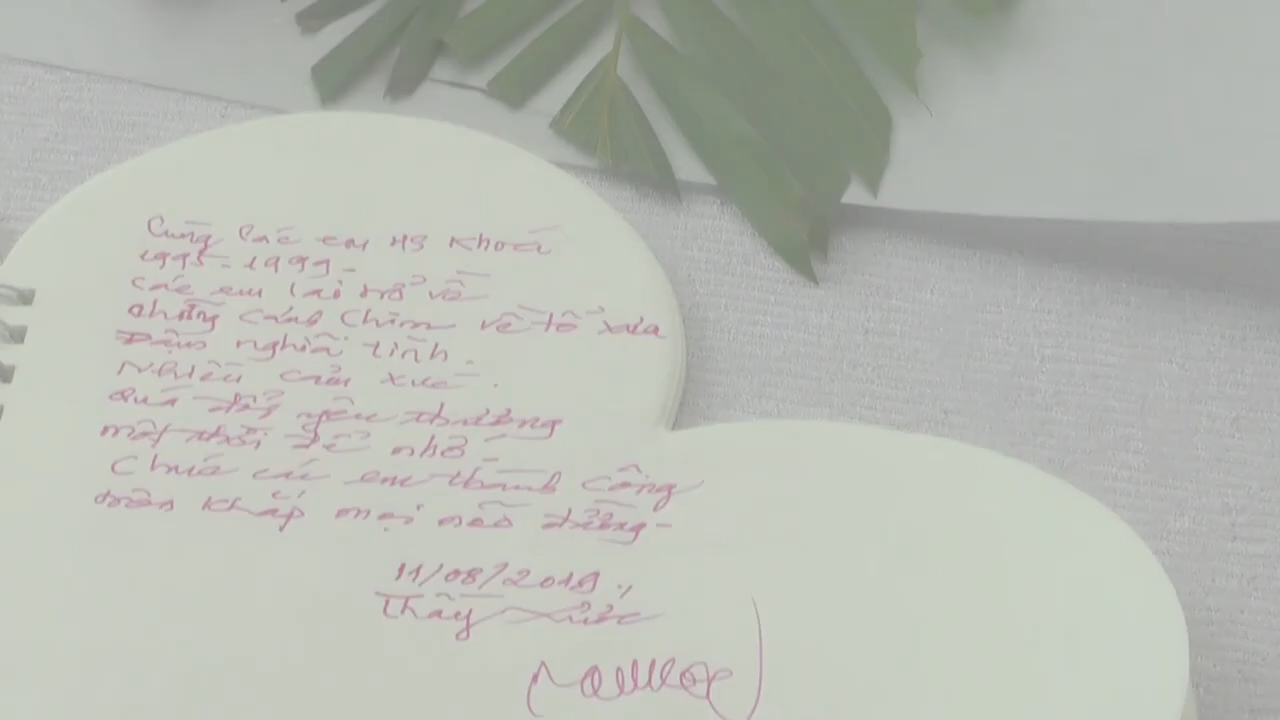 Cùng các em HS Khoá
1995-1999-
các em lại trở về
những cánh chim về tổ xưa
Đậm nghĩa tình.
Nhiều cảm xúc.
Quá đầy yêu thương
một thời để nhớ
Chúc các em thành công
trên khắp mọi nẻo đường-
11/08/2019.,
Thầy